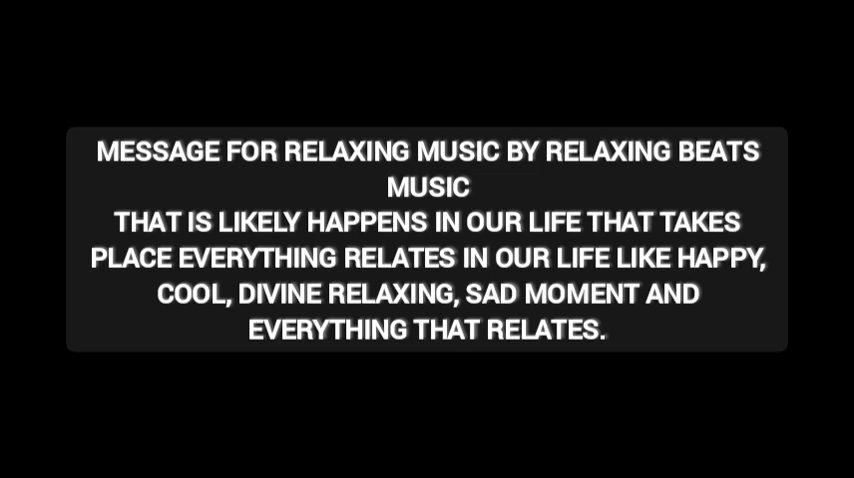 MESSAGE FOR RELAXING MUSIC BY RELAXING BEATS
MUSIC
THAT IS LIKELY HAPPENS IN OUR LIFE THAT TAKES
PLACE EVERYTHING RELATES IN OUR LIFE LIKE HAPPY,
COOL, DIVINE RELAXING, SAD MOMENT AND
EVERYTHING THAT RELATES.